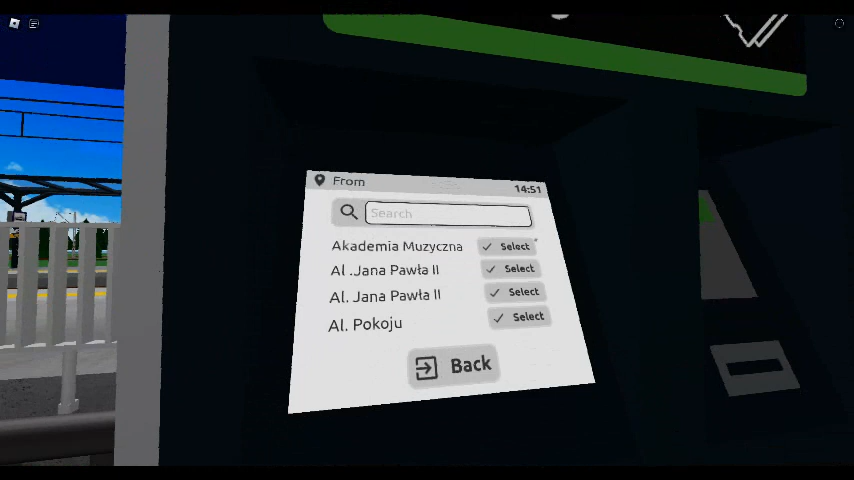 From
14:51
Search
Akademia Muzyczna Select
Al .Jana Pawła II Select
Al. Jana Pawła II Select
Al. Pokoju Select
Back